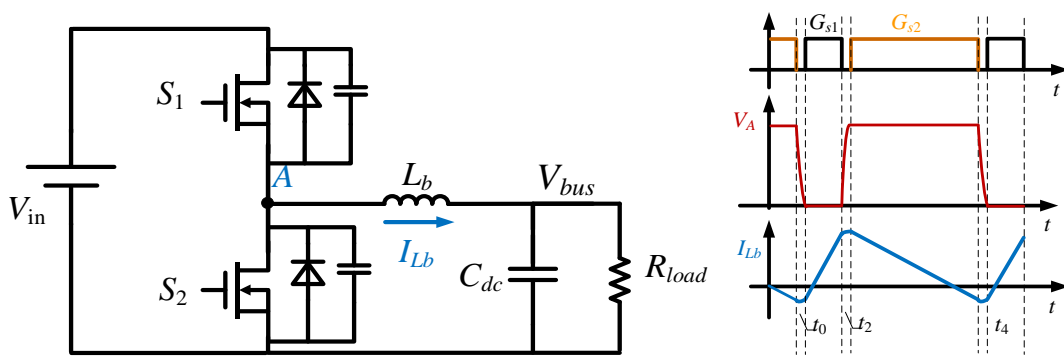 S1
A
Lb
Vbus
Vin
ILb
Cdc
Rload
S2
Gs1
Gs2
t
VA
t
ILb
t
t0
t2
t4